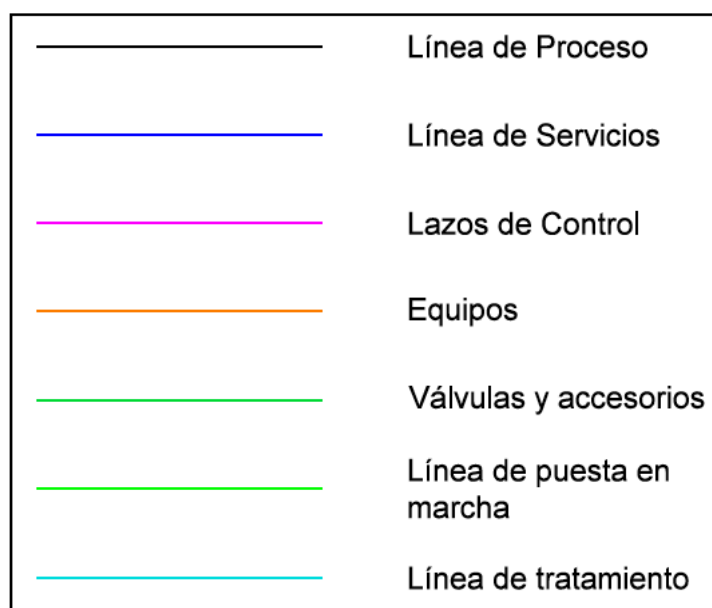 Línea de Proceso
Línea de Servicios
Lazos de Control
Equipos
Válvulas y accesorios
Línea de puesta en
marcha
Línea de tratamiento